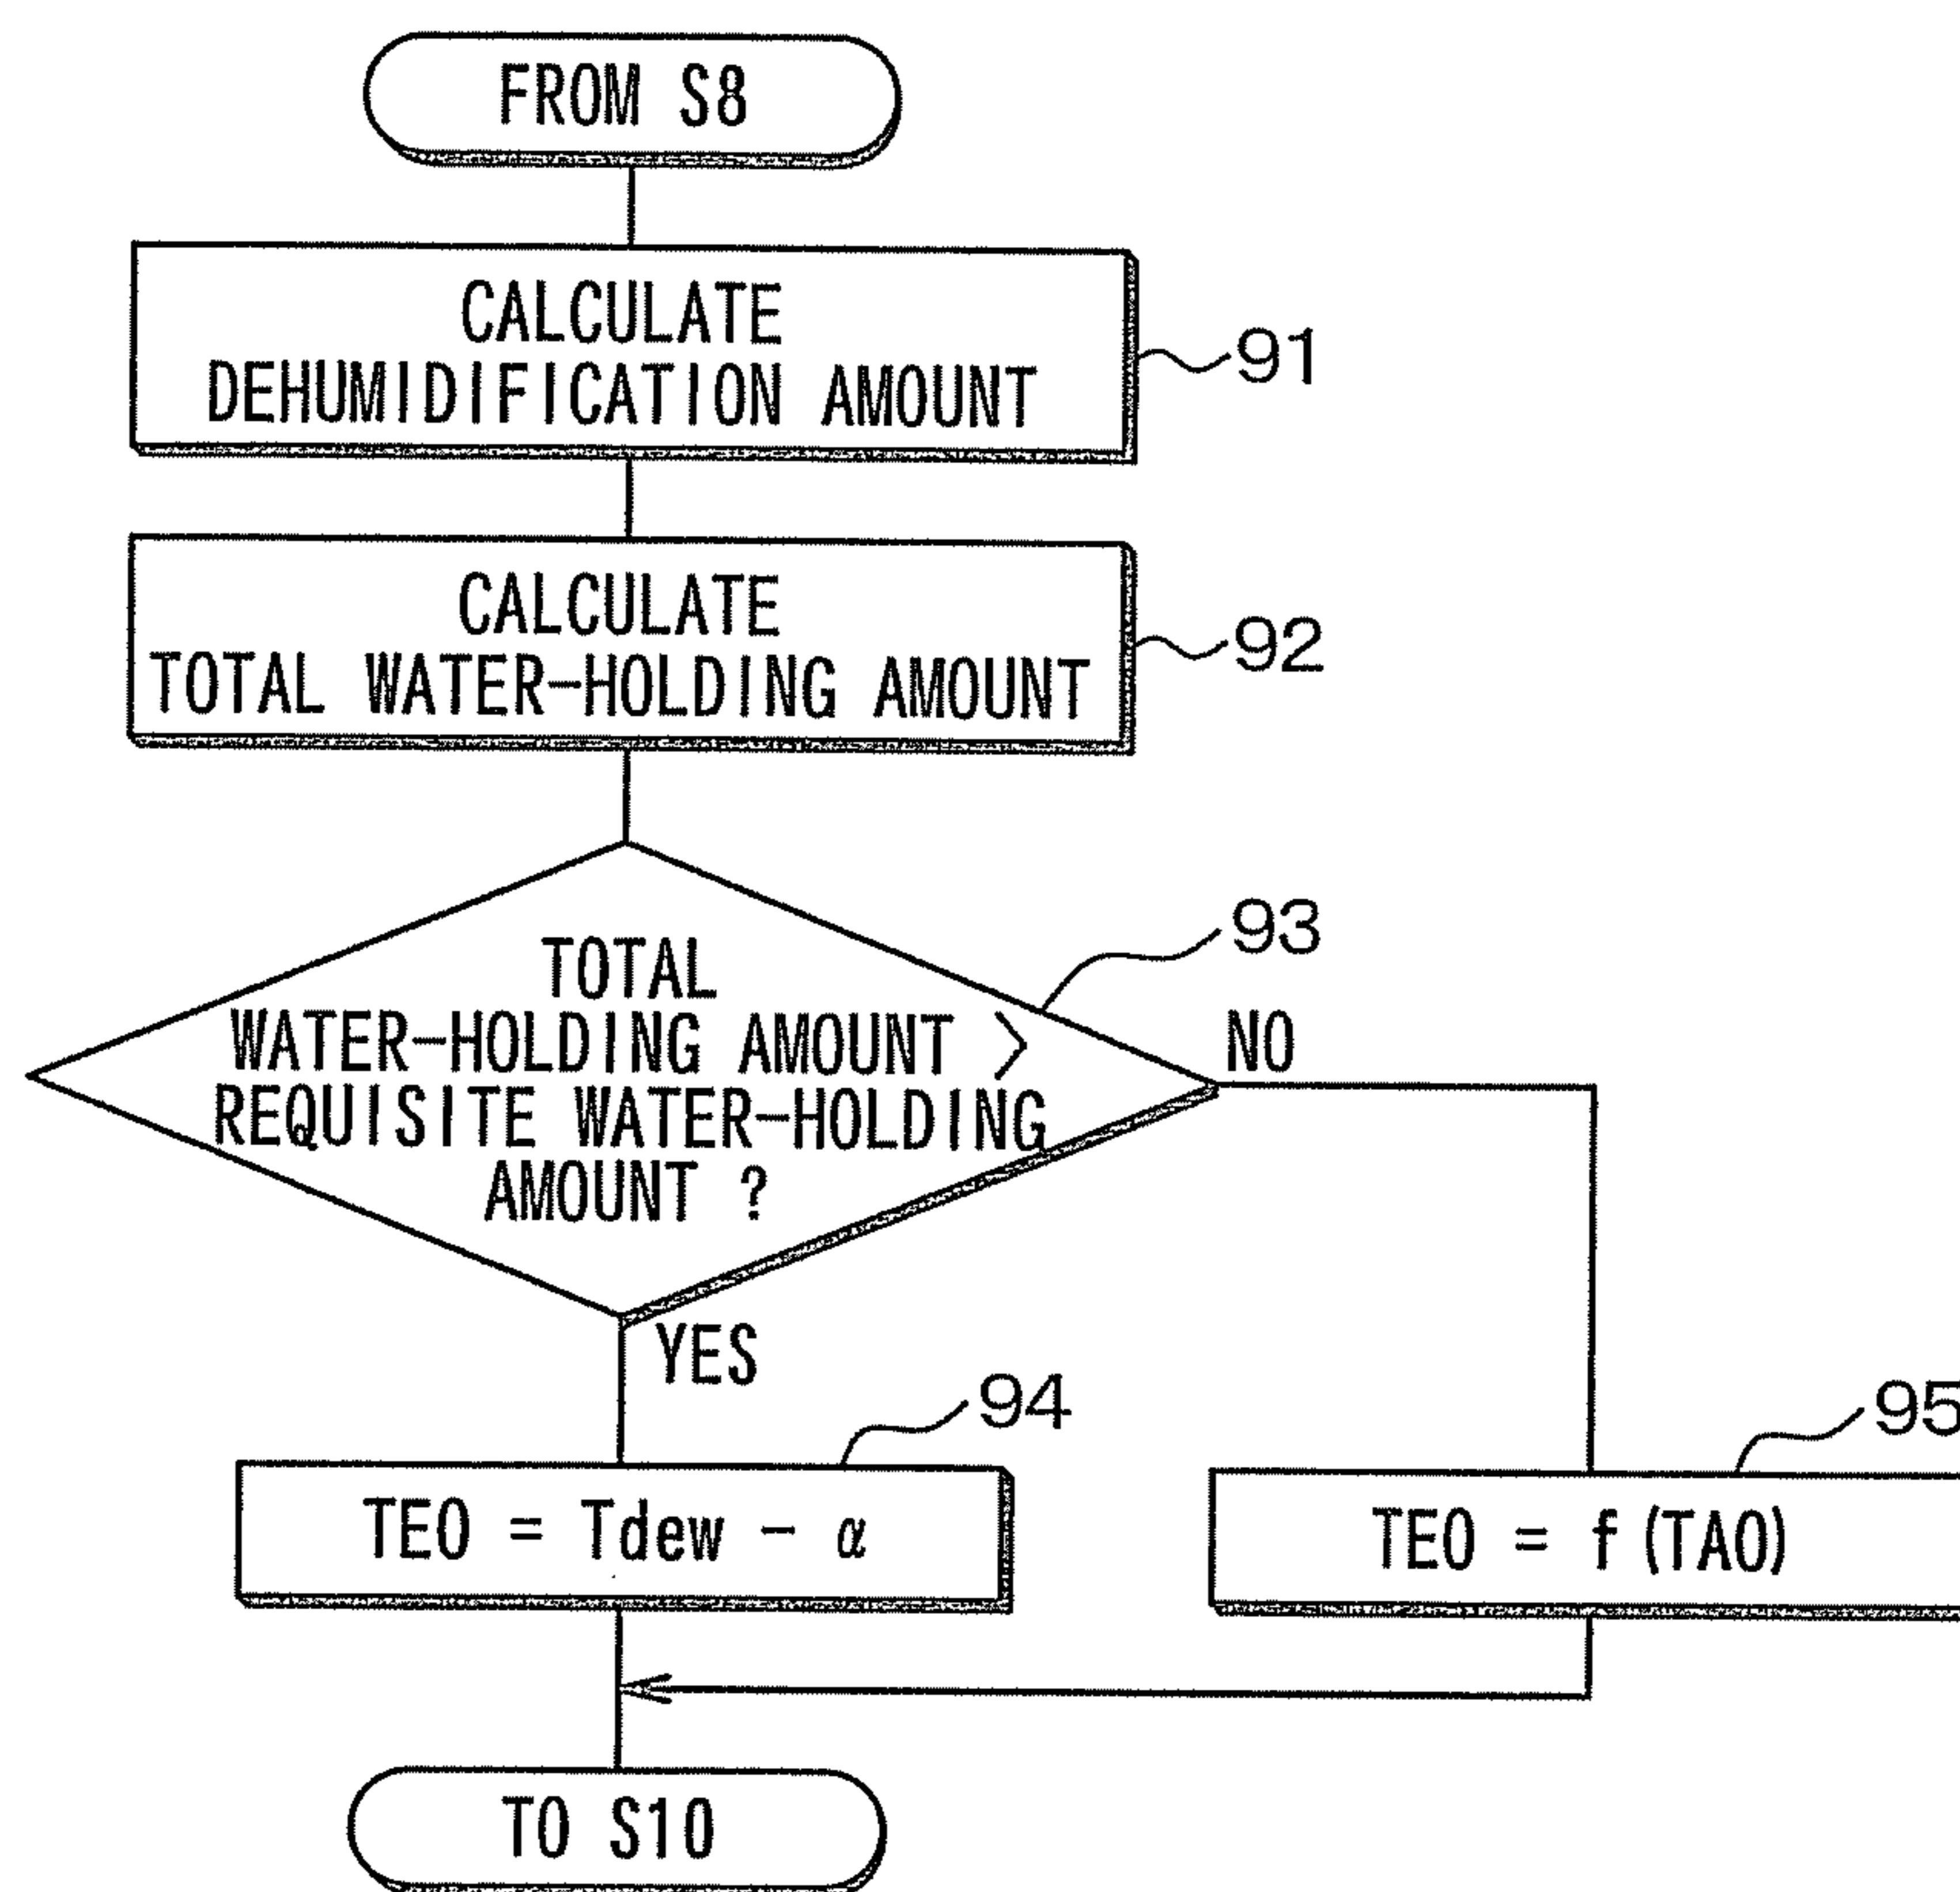 FROM S8
CALCULATE
DEHUMIDIFICATION AMOUNT
91
CALCULATE
TOTAL WATER-HOLDING AMOUNT
92
TOTAL
WATER-HOLDING AMOUNT >
REQUISITE WATER-HOLDING
AMOUNT ?
93
NO
YES
94
TEO = Tdew - α
95
TEO = f (TAO)
TO S10